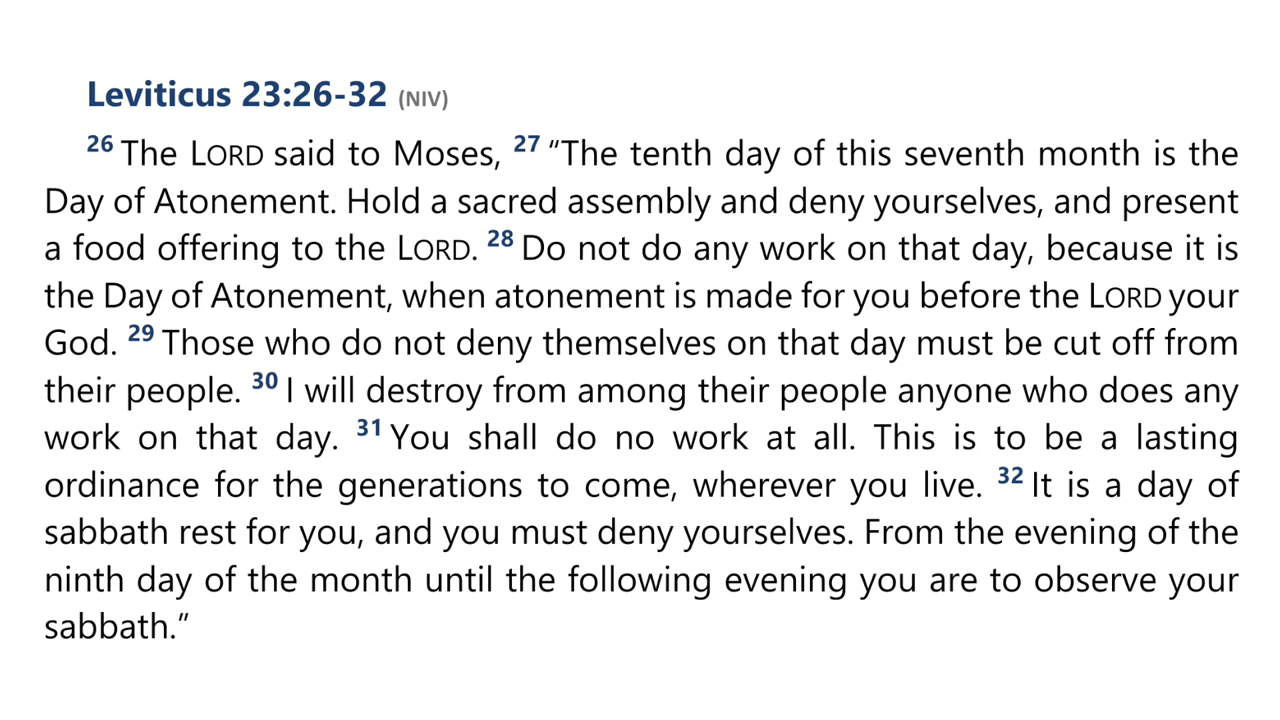 Leviticus 23:26-32 (NIV)
26 The LORD said to Moses, 27 “The tenth day of this seventh month is the
Day of Atonement. Hold a sacred assembly and deny yourselves, and present
a food offering to the LORD. 28 Do not do any work on that day, because it is
the Day of Atonement, when atonement is made for you before the LORD your
God. 29 Those who do not deny themselves on that day must be cut off from
their people. 30 I will destroy from among their people anyone who does any
work on that day. 31 You shall do no work at all. This is to be a lasting
ordinance for the generations to come, wherever you live. 32 It is a day of
sabbath rest for you, and you must deny yourselves. From the evening of the
ninth day of the month until the following evening you are to observe your
sabbath.”